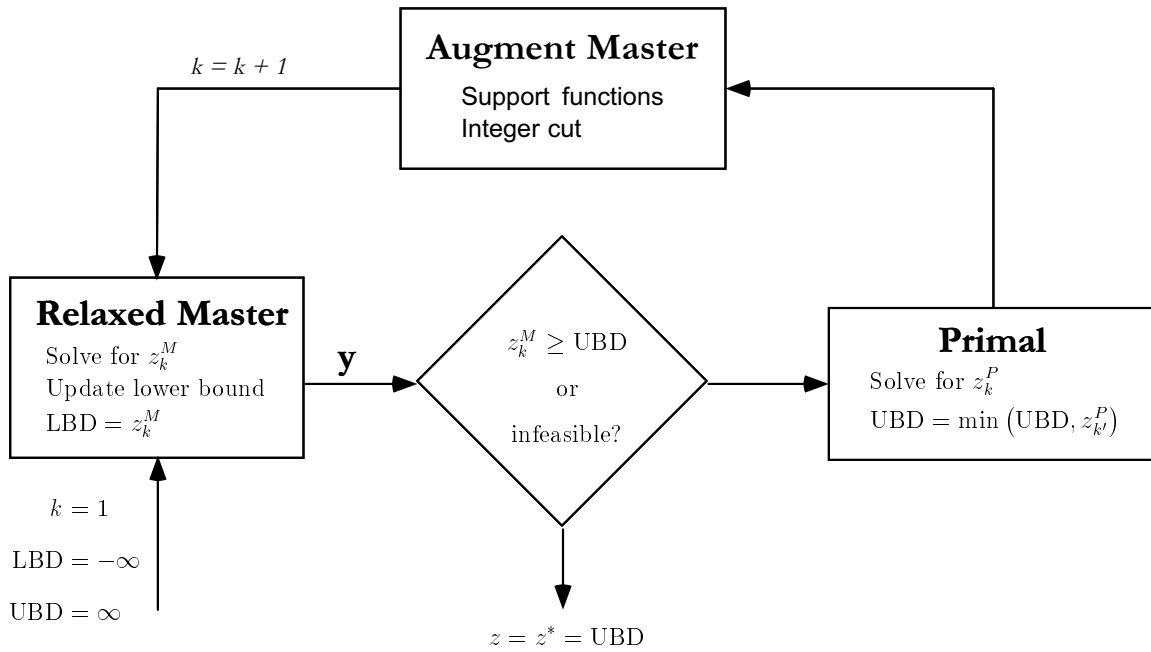 Augment Master
Support functions
Integer cut
k = k + 1
Relaxed Master
Solve for z_k^M
Update lower bound
LBD = z_k^M
y
z_k^M ≥ UBD
or
infeasible?
Primal
Solve for z_k^P
UBD = min (UBD, z_{k'}^P)
k = 1
LBD = −∞
UBD = ∞
z = z^* = UBD